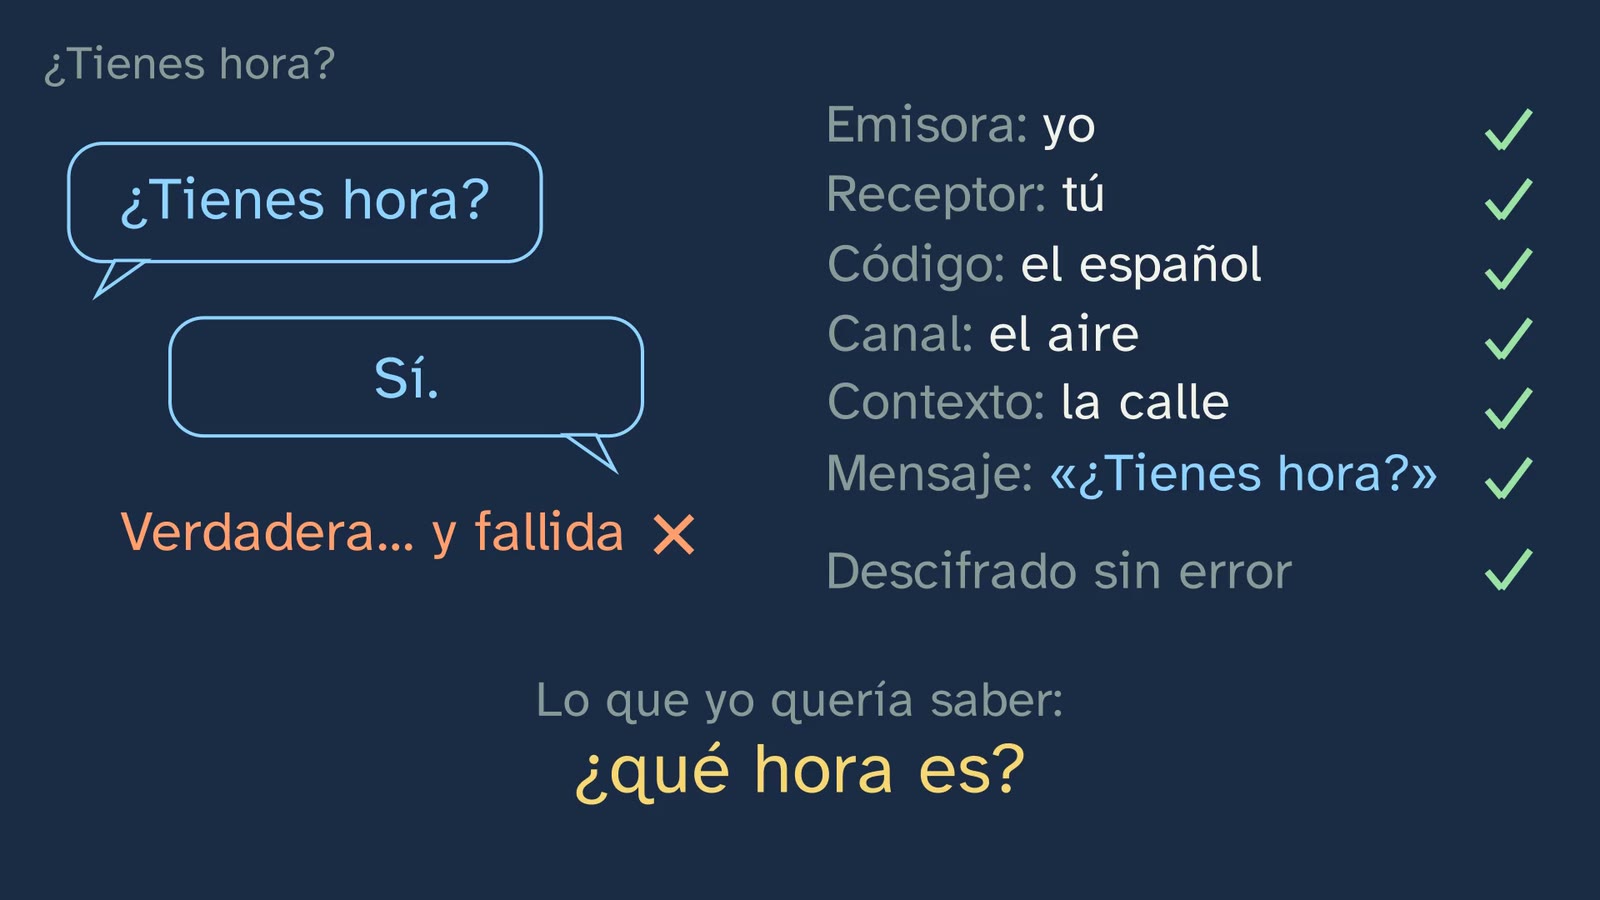 ¿Tienes hora?
¿Tienes hora?
Sí.
Verdadera... y fallida
Emisora: yo
Receptor: tú
Código: el español
Canal: el aire
Contexto: la calle
Mensaje: «¿Tienes hora?»
Descifrado sin error
Lo que yo quería saber:
¿qué hora es?